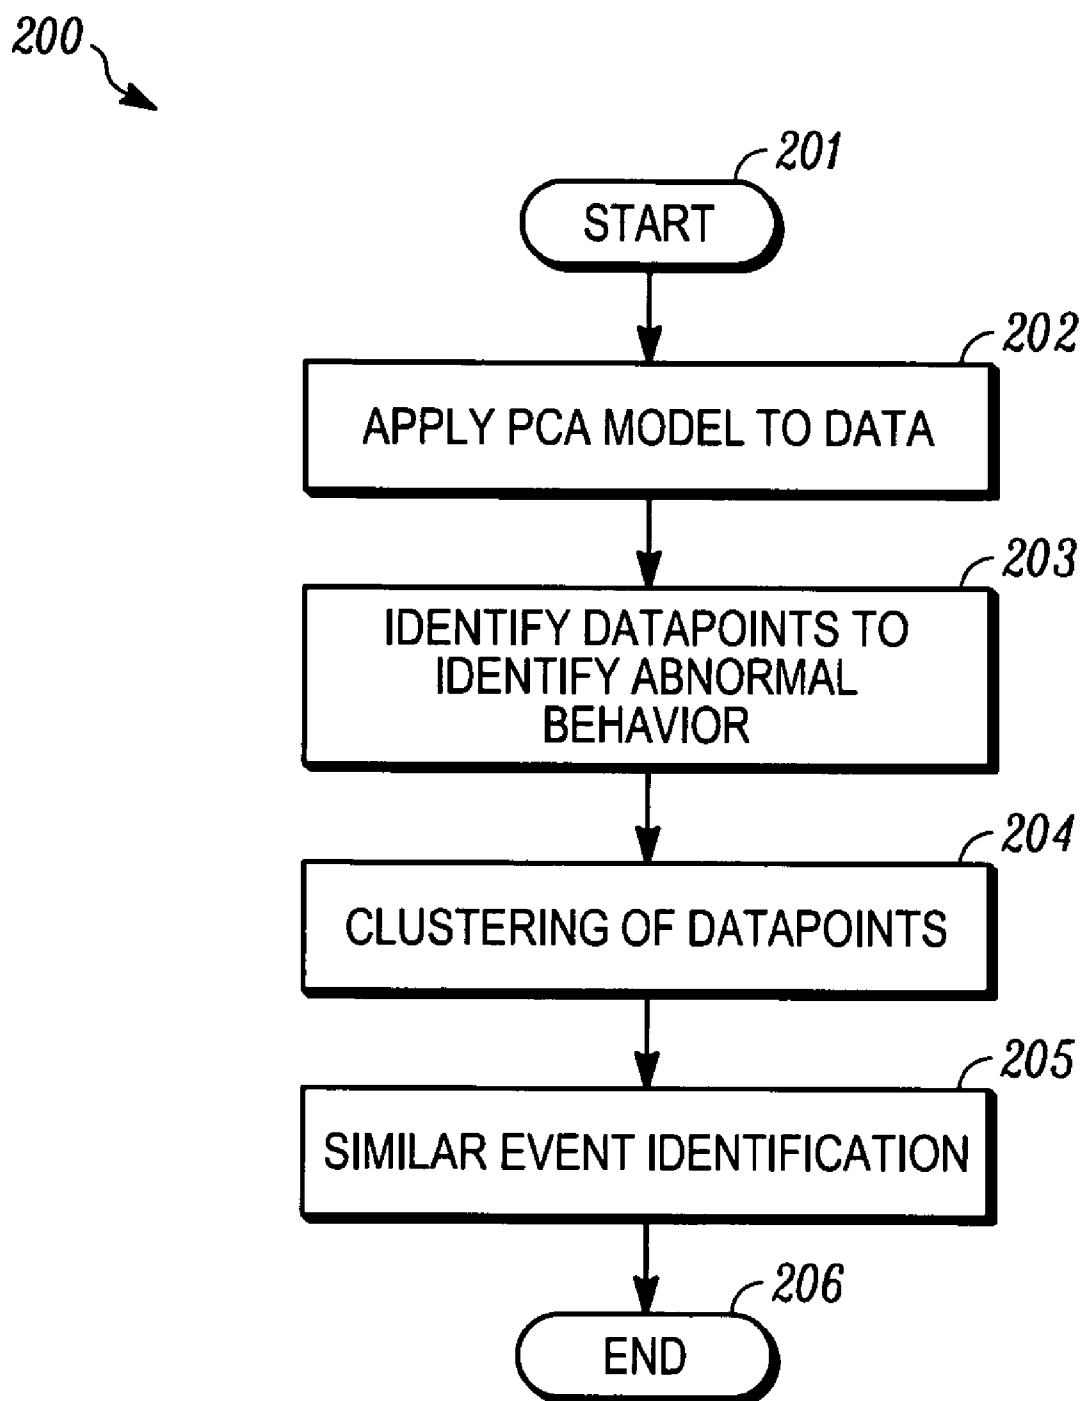 200
201
START
202
APPLY PCA MODEL TO DATA
203
IDENTIFY DATAPOINTS TO
IDENTIFY ABNORMAL
BEHAVIOR
204
CLUSTERING OF DATAPOINTS
205
SIMILAR EVENT IDENTIFICATION
206
END